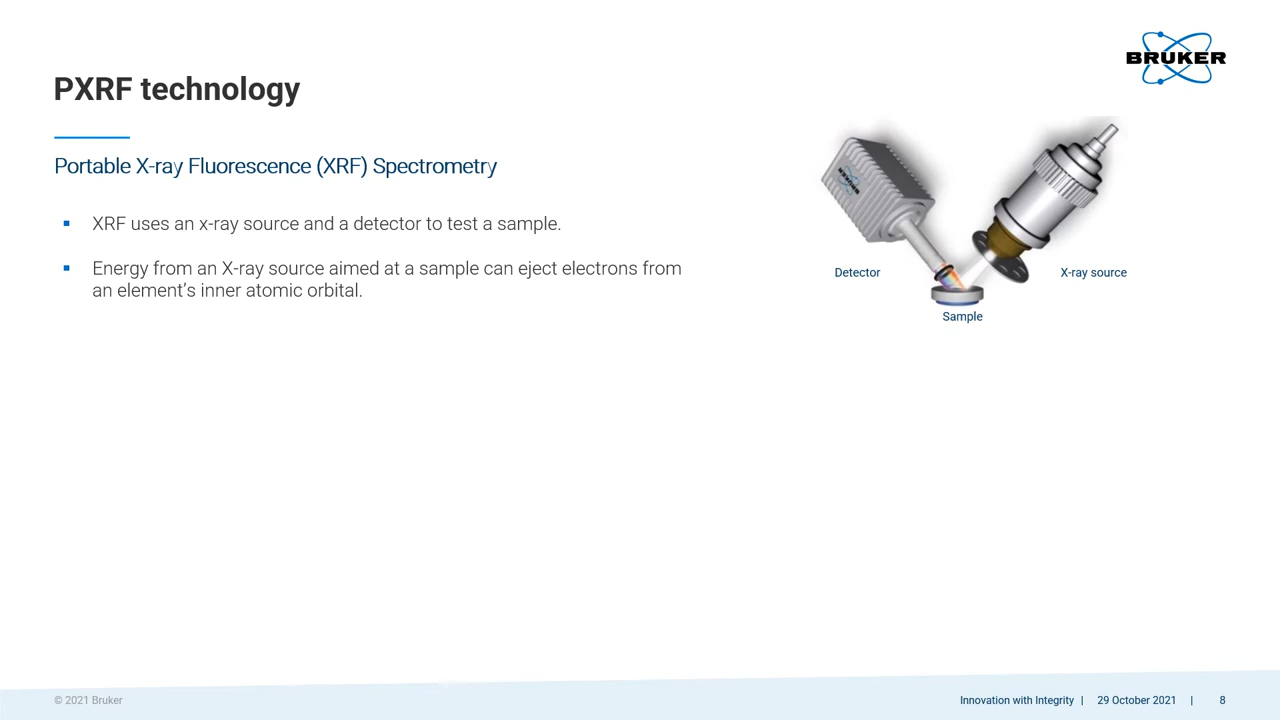 BRUKER
PXRF technology
Portable X-ray Fluorescence (XRF) Spectrometry
XRF uses an x-ray source and a detector to test a sample.
Energy from an X-ray source aimed at a sample can eject electrons from
an element’s inner atomic orbital.
BRUKER
Detector
X-ray source
Sample
© 2021 Bruker
Innovation with Integrity | 29 October 2021 | 8